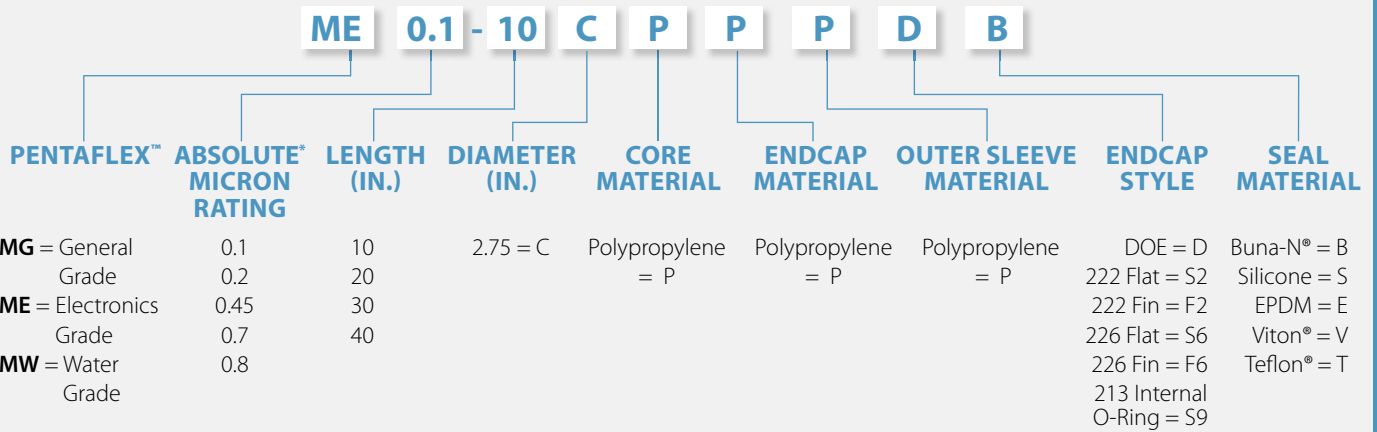 ME 0.1 - 10 C P P P D B
PENTAFLEX™ ABSOLUTE* LENGTH DIAMETER CORE ENDCAP OUTER SLEEVE ENDCAP SEAL
MICRON (IN.) (IN.) MATERIAL MATERIAL MATERIAL STYLE MATERIAL
RATING
MG = General 0.1 10 2.75 = C Polypropylene Polypropylene Polypropylene DOE = D Buna-N® = B
Grade 0.2 20 = P = P = P 222 Flat = S2 Silicone = S
ME = Electronics 0.45 30 222 Fin = F2 EPDM = E
Grade 0.7 40 226 Flat = S6 Viton® = V
MW = Water 0.8 226 Fin = F6 Teflon® = T
Grade 213 Internal
O-Ring = S9